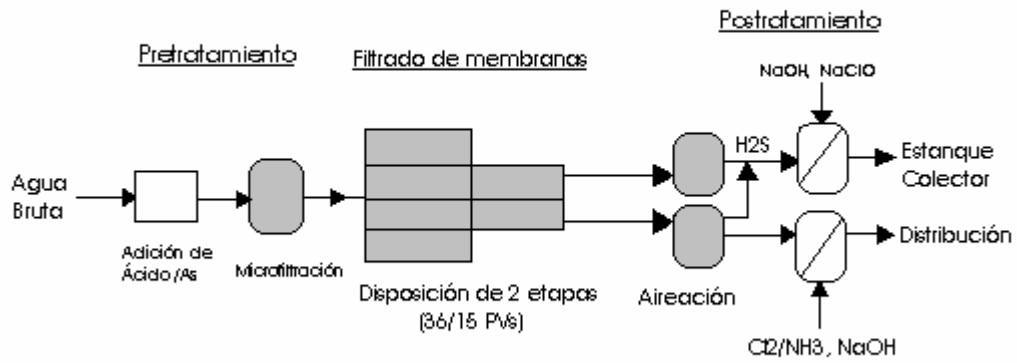 Pretratamiento
Filtrado de membranas
Postratamiento
NaOH, NaClO
H2S
Agua
Bruta
Adición de
Ácido/As
Microfiltración
Disposición de 2 etapas
(36/15 PVs)
Aireación
Estanque
Colector
Distribución
Cl2/NH3, NaOH